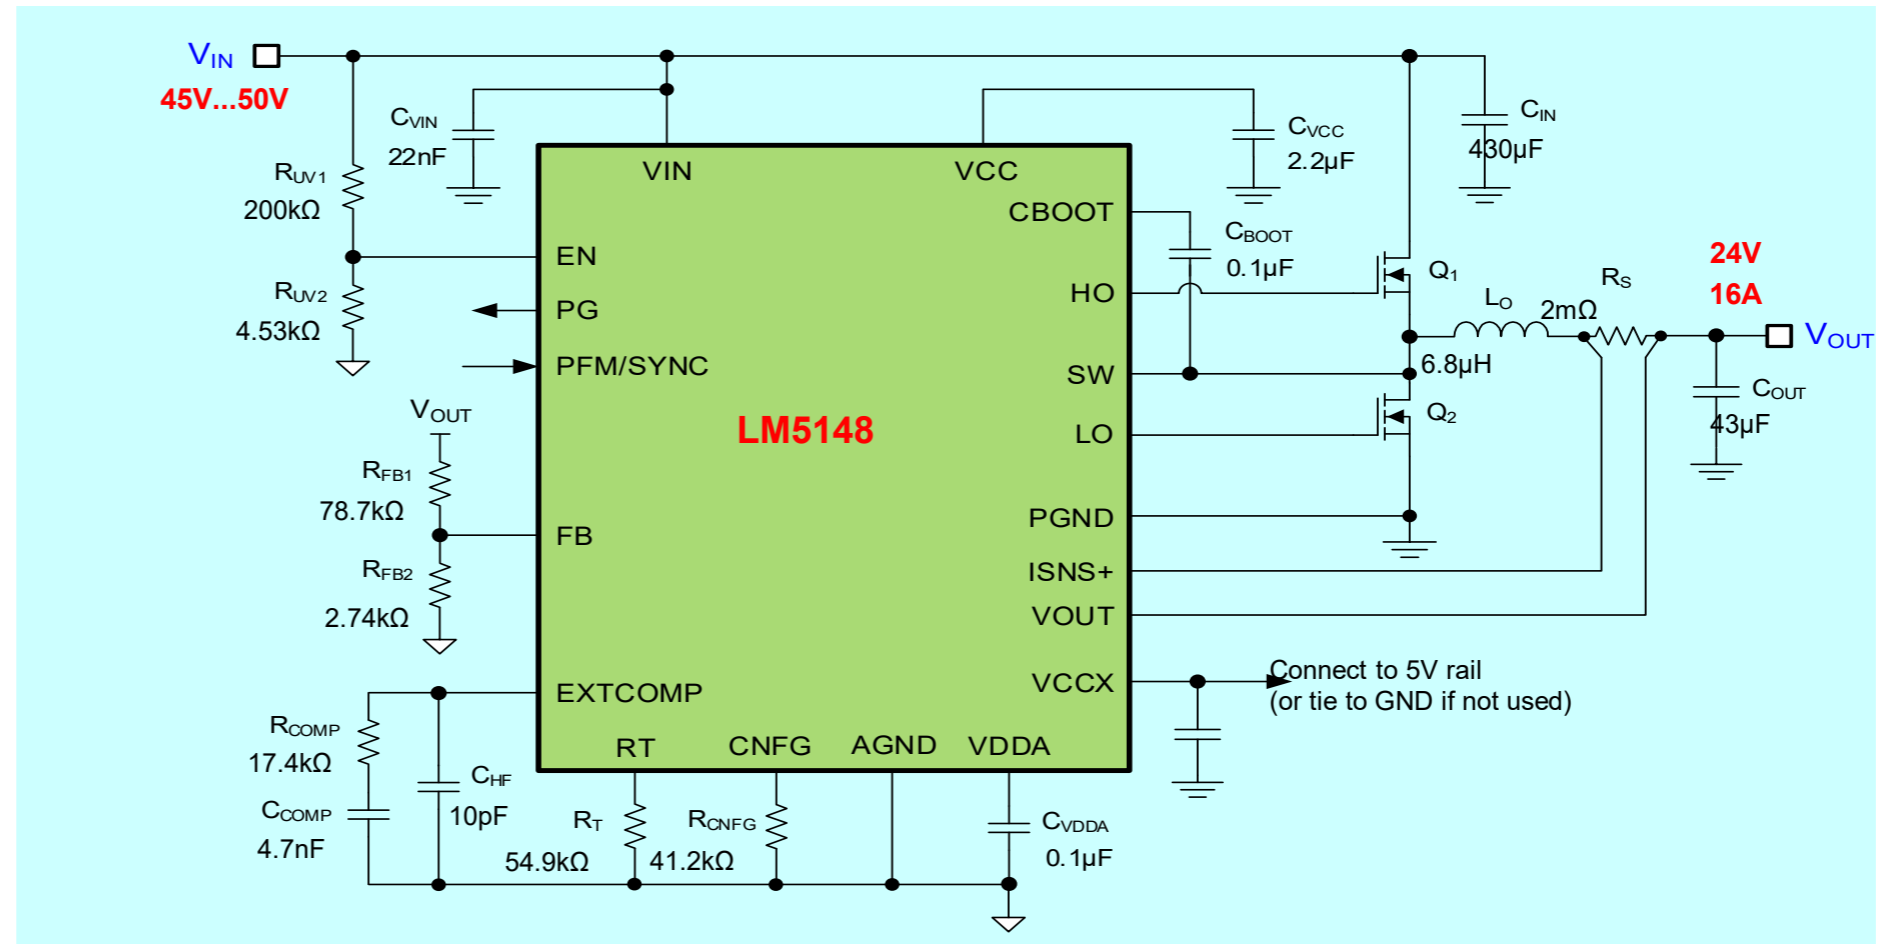 VIN
45V...50V
CVIN
22nF
CVCC
2.2µF
CIN
430µF
RUV1
200kΩ
RUV2
4.53kΩ
VIN
VCC
CBOOT
CBOOT
0.1µF
EN
PG
PFM/SYNC
HO
Q1
24V
16A
RS
LO
2mΩ
VOUT
SW
6.8µH
COUT
43µF
LM5148
LO
Q2
VOUT
RFB1
78.7kΩ
FB
RFB2
2.74kΩ
PGND
ISNS+
VOUT
VCCX
Connect to 5V rail
(or tie to GND if not used)
EXTCOMP
RCOMP
17.4kΩ
CCOMP
4.7nF
CHF
10pF
RT
CNFG
AGND
VDDA
RT
54.9kΩ
RCNFG
41.2kΩ
CVDDA
0.1µF